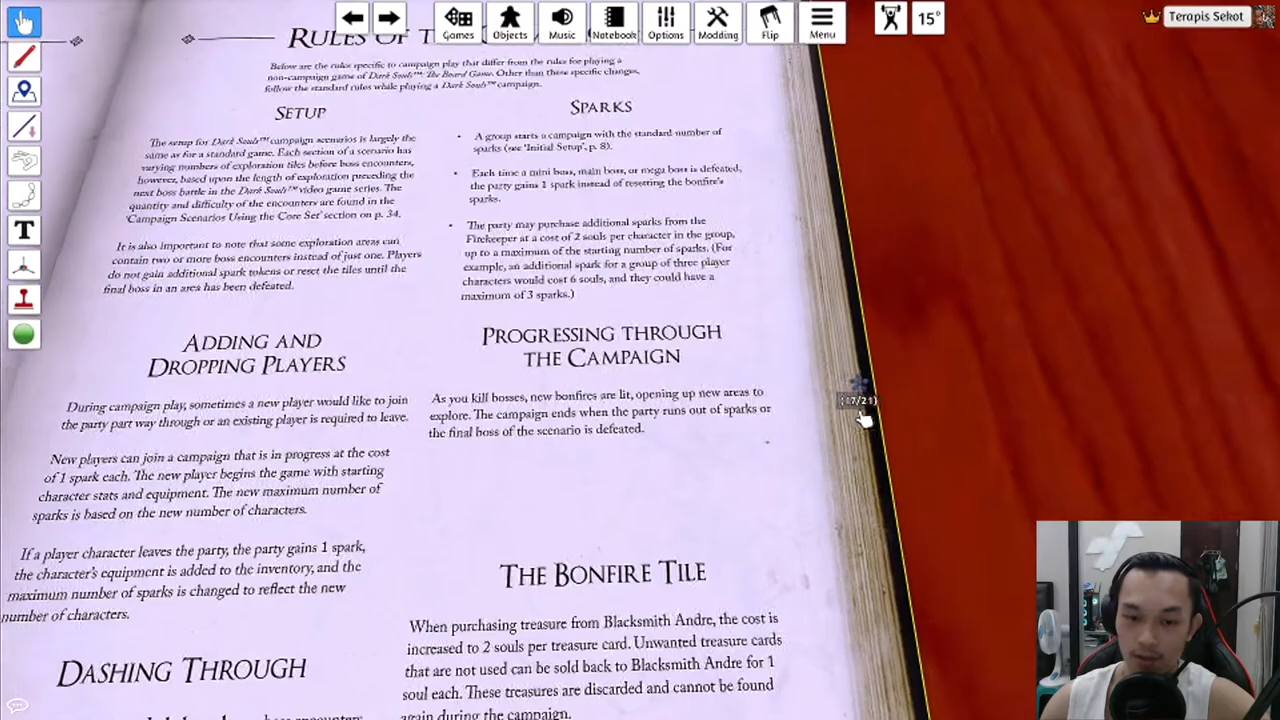 Games
Objects
Music
Notebook
Options
Modding
Flip
Menu
15°
Terapis Sekot
RULES OF T
Below are the rules specific to campaign play that differ from the rules for playing a
non-campaign game of Dark Souls™: The Board Game. Other than these specific changes,
follow the standard rules while playing a Dark Souls™ campaign.
SETUP
The setup for Dark Souls™ campaign scenarios is largely the
same as for a standard game. Each section of a scenario has
varying numbers of exploration tiles before boss encounters,
however, based upon the length of exploration preceding the
next boss battle in the Dark Souls™ video game series. The
quantity and difficulty of the encounters are found in the
'Campaign Scenarios Using the Core Set' section on p. 34.
It is also important to note that some exploration areas can
contain two or more boss encounters instead of just one. Players
do not gain additional spark tokens or reset the tiles until the
final boss in an area has been defeated.
ADDING AND
DROPPING PLAYERS
During campaign play, sometimes a new player would like to join
the party part way through or an existing player is required to leave.
New players can join a campaign that is in progress at the cost
of 1 spark each. The new player begins the game with starting
character stats and equipment. The new maximum number of
sparks is based on the new number of characters.
If a player character leaves the party, the party gains 1 spark,
the character's equipment is added to the inventory, and the
maximum number of sparks is changed to reflect the new
number of characters.
DASHING THROUGH
SPARKS
• A group starts a campaign with the standard number of
sparks (see 'Initial Setup', p. 8).
• Each time a mini boss, main boss, or mega boss is defeated,
the party gains 1 spark instead of resetting the bonfire's
sparks.
• The party may purchase additional sparks from the
Firekeeper at a cost of 2 souls per character in the group,
up to a maximum of the starting number of sparks. (For
example, an additional spark for a group of three player
characters would cost 6 souls, and they could have a
maximum of 3 sparks.)
PROGRESSING THROUGH
THE CAMPAIGN
As you kill bosses, new bonfires are lit, opening up new areas to
explore. The campaign ends when the party runs out of sparks or
the final boss of the scenario is defeated.
THE BONFIRE TILE
When purchasing treasure from Blacksmith Andre, the cost is
increased to 2 souls per treasure card. Unwanted treasure cards
that are not used can be sold back to Blacksmith Andre for 1
soul each. These treasures are discarded and cannot be found
again during the campaign.
(17/21)